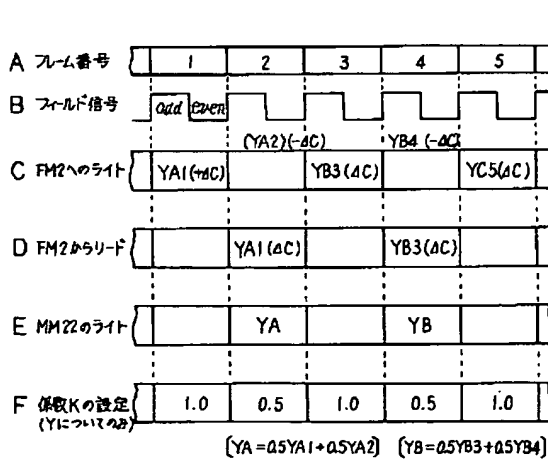 A フレーム番号 1 2 3 4 5
B フィールド信号 odd even
(YA2)(-ΔC) YB4 (-ΔC)
C FM2へのライト YA1(+ΔC) YB3(ΔC) YC5(ΔC)
D FM2からリード YA1(ΔC) YB3(ΔC)
E MM22のライト YA YB
F 係数Kの設定 1.0 0.5 1.0 0.5 1.0
(Yについてのみ)
[YA=0.5YA1+0.5YA2] [YB=0.5YB3+0.5YB4]